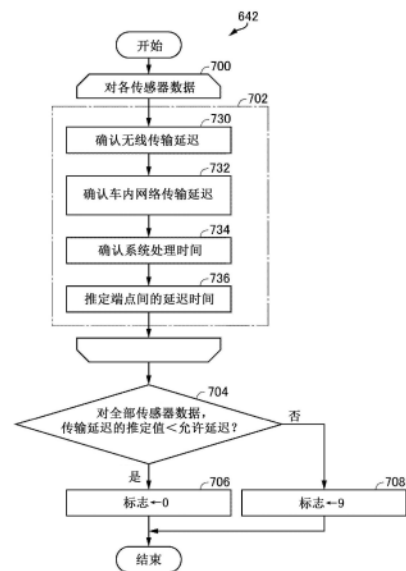 642
开始
700
对各传感器数据
702
730
确认无线传输延迟
732
确认车内网络传输延迟
734
确认系统处理时间
736
推定端点间的延迟时间
704
对全部传感器数据，
传输延迟的推定值＜允许延迟？
否
是
706
标志←0
708
标志←9
结束